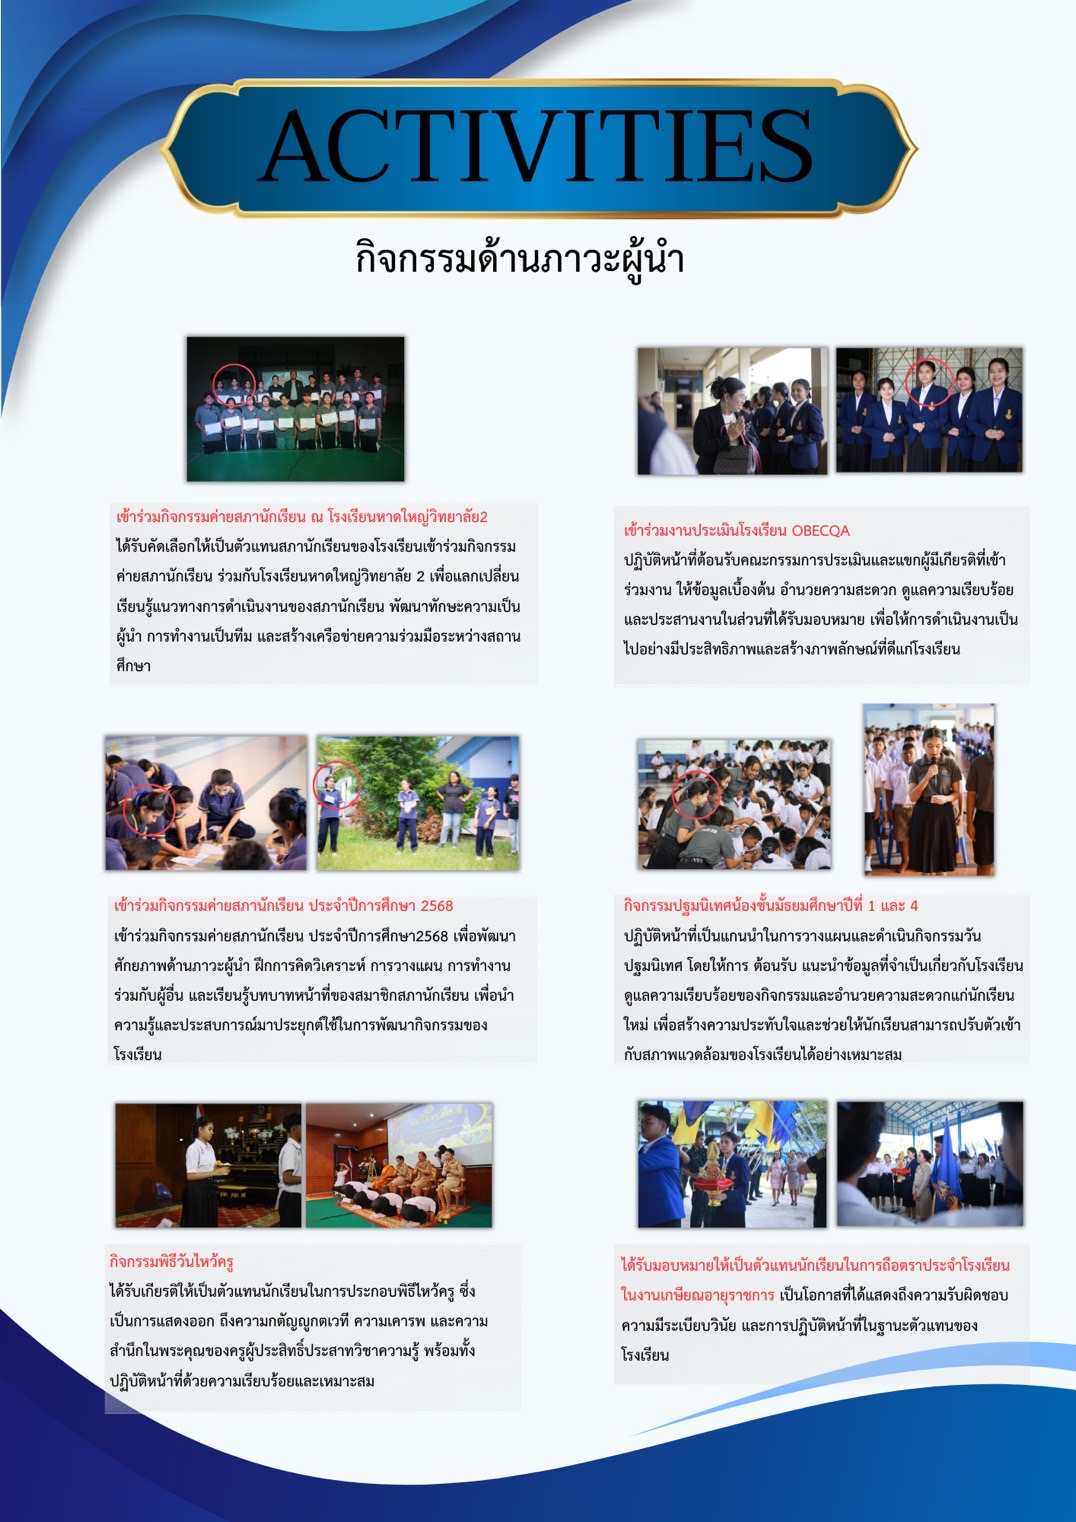 ACTIVITIES
กิจกรรมด้านภาวะผู้นำ
เข้าร่วมกิจกรรมค่ายสภานักเรียน ณ โรงเรียนหาดใหญ่วิทยาลัย2
ได้รับคัดเลือกให้เป็นตัวแทนสภานักเรียนของโรงเรียนเข้าร่วมกิจกรรม
ค่ายสภานักเรียน ร่วมกับโรงเรียนหาดใหญ่วิทยาลัย 2 เพื่อแลกเปลี่ยน
เรียนรู้แนวทางการดำเนินงานของสภานักเรียน พัฒนาทักษะความเป็น
ผู้นำ การทำงานเป็นทีม และสร้างเครือข่ายความร่วมมือระหว่างสถาน
ศึกษา
เข้าร่วมงานประเมินโรงเรียน OBECQA
ปฏิบัติหน้าที่ต้อนรับคณะกรรมการประเมินและแขกผู้มีเกียรติที่เข้า
ร่วมงาน ให้ข้อมูลเบื้องต้น อำนวยความสะดวก ดูแลความเรียบร้อย
และประสานงานในส่วนที่ได้รับมอบหมาย เพื่อให้การดำเนินงานเป็น
ไปอย่างมีประสิทธิภาพและสร้างภาพลักษณ์ที่ดีแก่โรงเรียน
เข้าร่วมกิจกรรมค่ายสภานักเรียน ประจำปีการศึกษา 2568
เข้าร่วมกิจกรรมค่ายสภานักเรียน ประจำปีการศึกษา2568 เพื่อพัฒนา
ศักยภาพด้านภาวะผู้นำ ฝึกการคิดวิเคราะห์ การวางแผน การทำงาน
ร่วมกับผู้อื่น และเรียนรู้บทบาทหน้าที่ของสมาชิกสภานักเรียน เพื่อนำ
ความรู้และประสบการณ์มาประยุกต์ใช้ในการพัฒนากิจกรรมของ
โรงเรียน
กิจกรรมปฐมนิเทศน้องชั้นมัธยมศึกษาปีที่ 1 และ 4
ปฏิบัติหน้าที่เป็นแกนนำในการวางแผนและดำเนินกิจกรรมวัน
ปฐมนิเทศ โดยให้การ ต้อนรับ แนะนำข้อมูลที่จำเป็นเกี่ยวกับโรงเรียน
ดูแลความเรียบร้อยของกิจกรรมและอำนวยความสะดวกแก่นักเรียน
ใหม่ เพื่อสร้างความประทับใจและช่วยให้นักเรียนสามารถปรับตัวเข้า
กับสภาพแวดล้อมของโรงเรียนได้อย่างเหมาะสม
กิจกรรมพิธีวันไหว้ครู
ได้รับเกียรติให้เป็นตัวแทนนักเรียนในการประกอบพิธีไหว้ครู ซึ่ง
เป็นการแสดงออก ถึงความกตัญญูกตเวที ความเคารพ และความ
สำนึกในพระคุณของครูผู้ประสิทธิ์ประสาทวิชาความรู้ พร้อมทั้ง
ปฏิบัติหน้าที่ด้วยความเรียบร้อยและเหมาะสม
ได้รับมอบหมายให้เป็นตัวแทนนักเรียนในการถือตราประจำโรงเรียน
ในงานเกษียณอายุราชการ เป็นโอกาสที่ได้แสดงถึงความรับผิดชอบ
ความมีระเบียบวินัย และการปฏิบัติหน้าที่ในฐานะตัวแทนของ
โรงเรียน